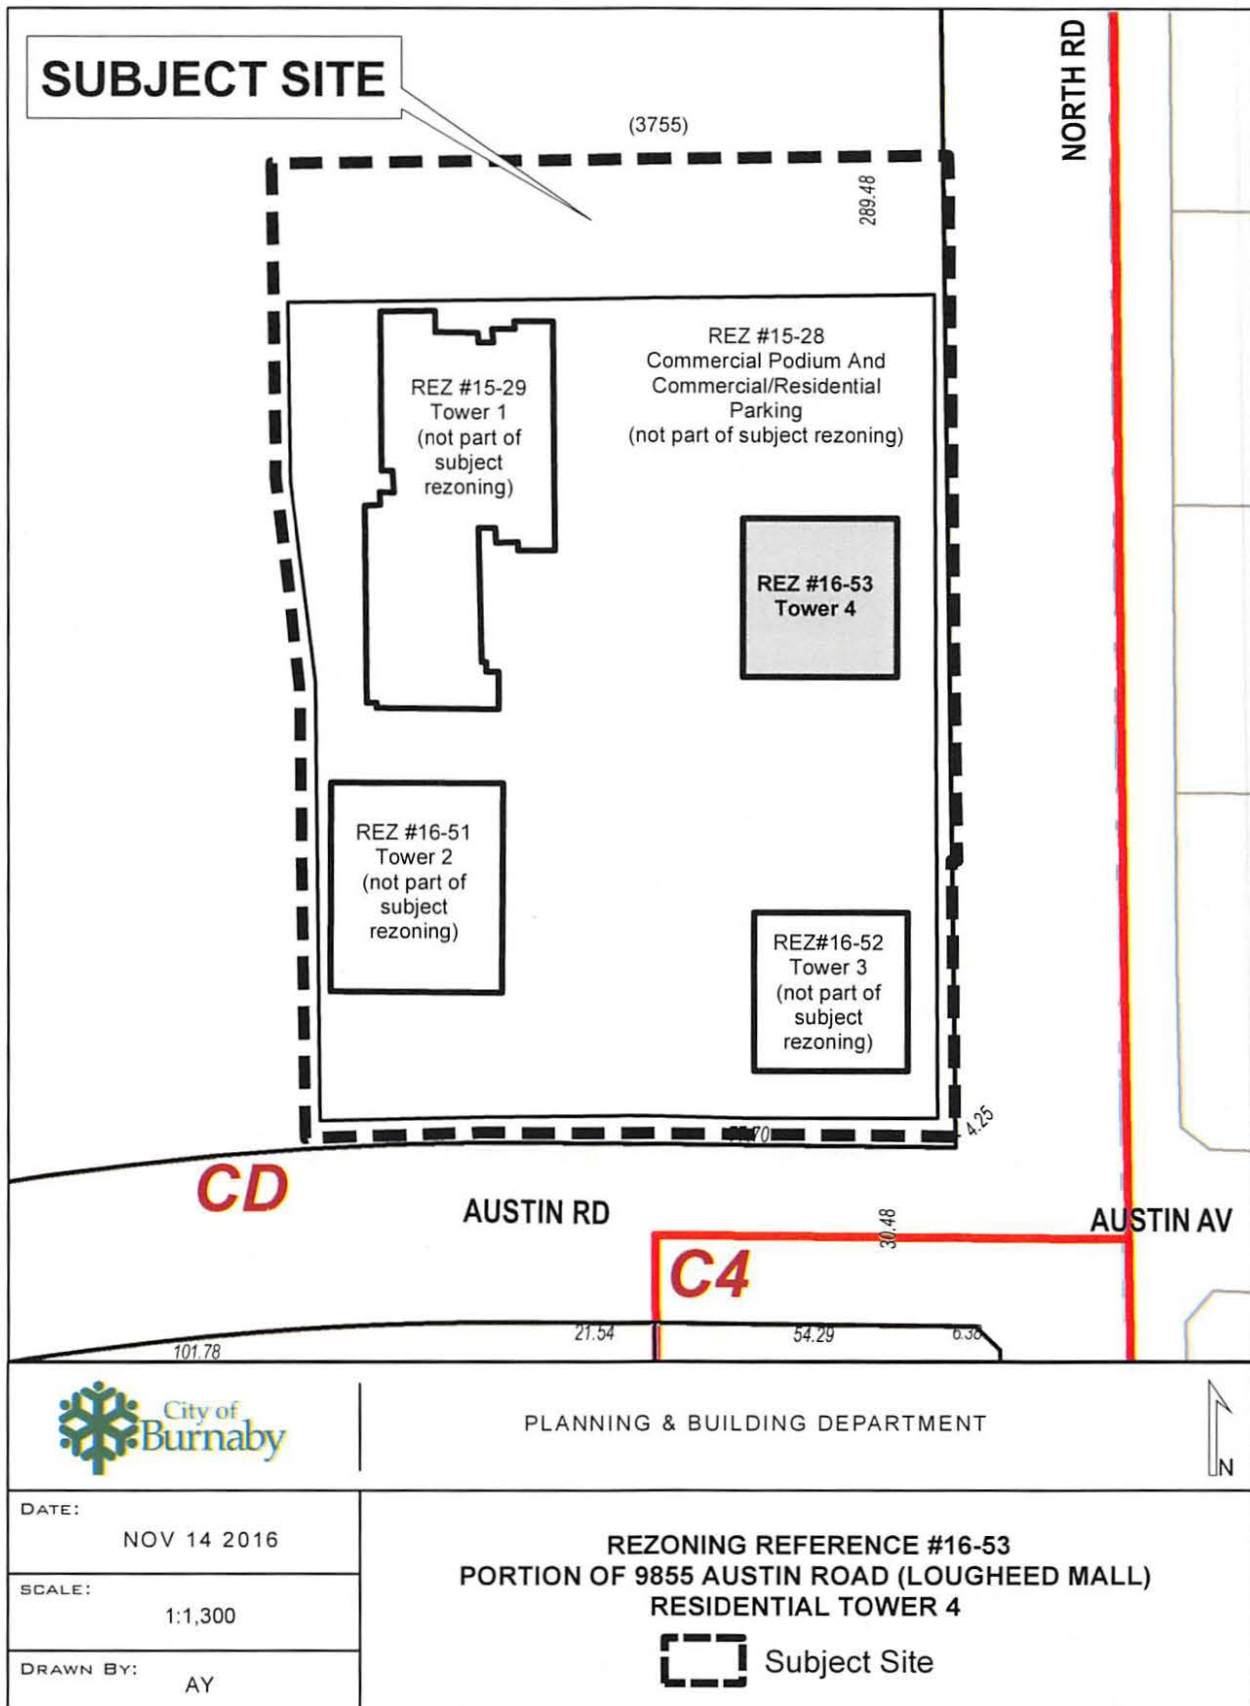 SUBJECT SITE
(3755)
NORTH RD
289.48
REZ #15-29
Tower 1
(not part of
subject
rezoning)
REZ #15-28
Commercial Podium And
Commercial/Residential
Parking
(not part of subject rezoning)
REZ #16-53
Tower 4
REZ #16-51
Tower 2
(not part of
subject
rezoning)
REZ#16-52
Tower 3
(not part of
subject
rezoning)
4.25
CD
AUSTIN RD
30.48
AUSTIN AV
C4
101.78
21.54
54.29
City of
Burnaby
PLANNING & BUILDING DEPARTMENT
N
DATE:
NOV 14 2016
SCALE:
1:1,300
DRAWN BY:
AY
REZONING REFERENCE #16-53
PORTION OF 9855 AUSTIN ROAD (LOUGHEED MALL)
RESIDENTIAL TOWER 4
Subject Site